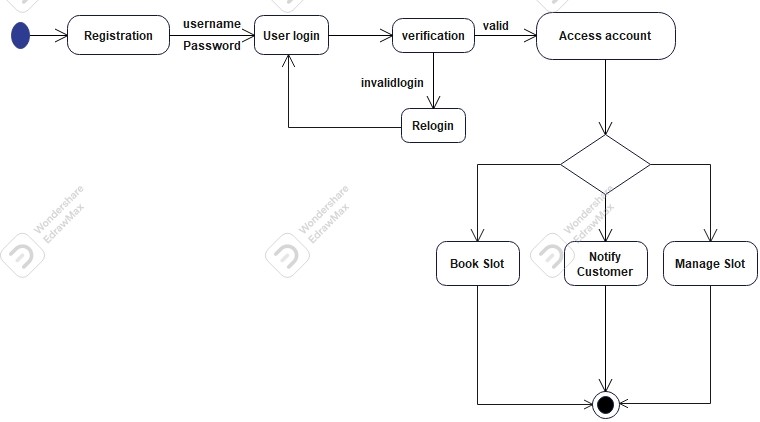 username
Registration
User login
Password
verification
valid
Access account
invalidlogin
Relogin
Wondershare
EdrawMax
Wondershare
EdrawMax
Wondershare
EdrawMax
Book Slot
Notify
Customer
Manage Slot